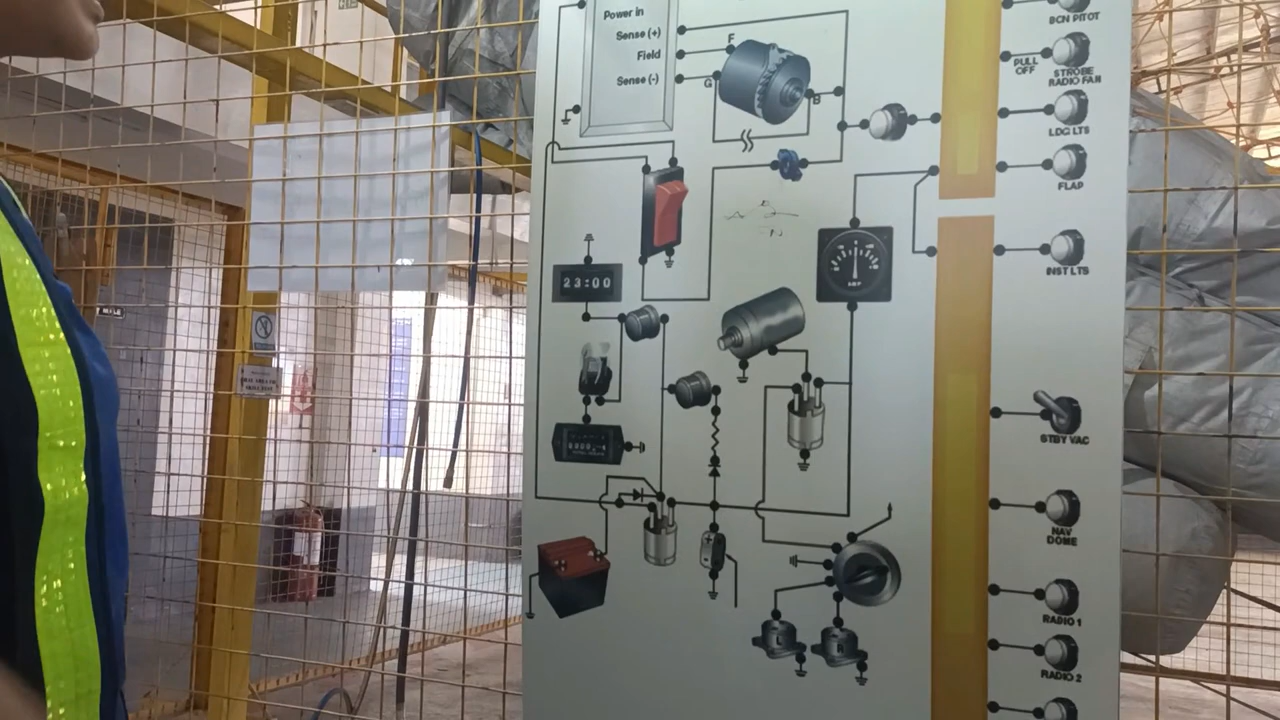 Power in
Sense (+)
Field
Sense (-)
F
G
B
BCN PITOT
PULL OFF
STROBE
RADIO FAN
LDG LTS
FLAP
INST LTS
23:00
AMP
STBY VAC
NAV
DOME
RADIO 1
RADIO 2
L
R